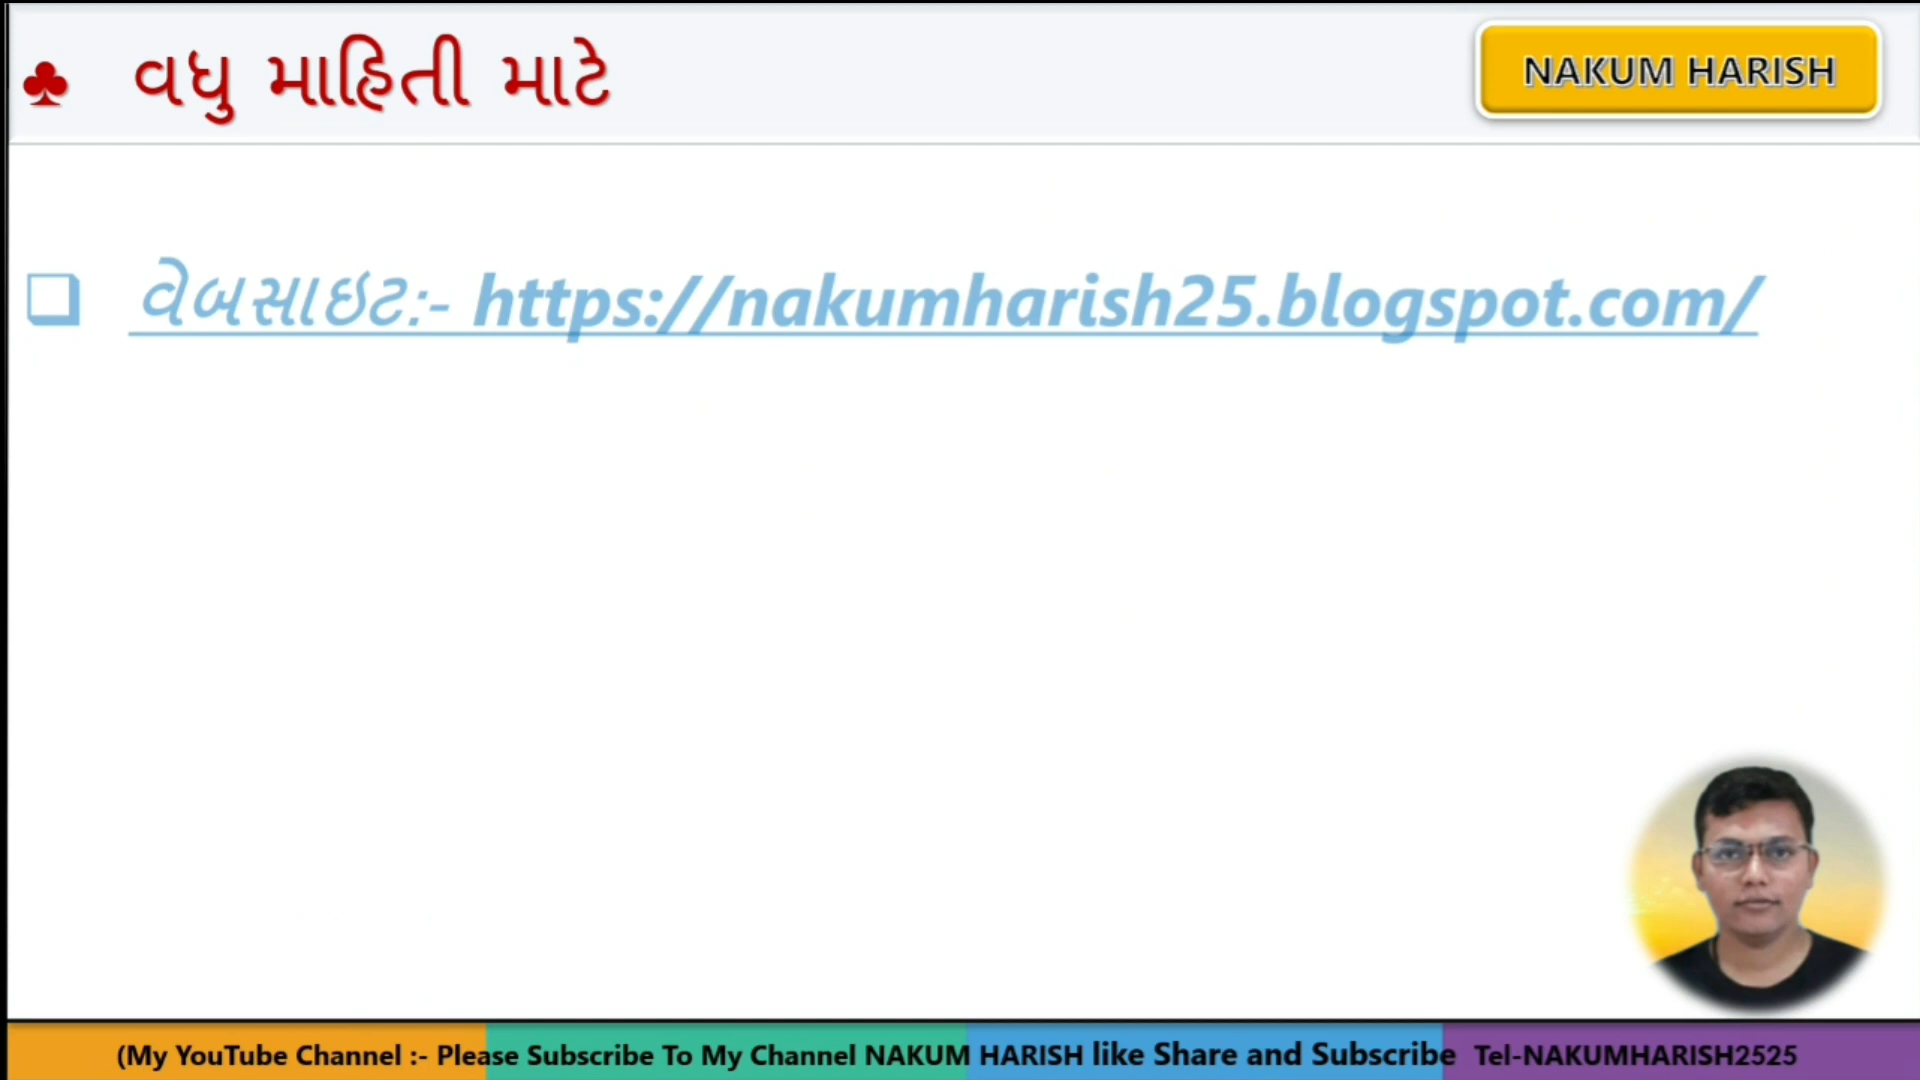 ♣ વધુ માહિતી માટે
NAKUM HARISH
❑ વેબસાઇટ:- https://nakumharish25.blogspot.com/
(My YouTube Channel :- Please Subscribe To My Channel NAKUM HARISH like Share and Subscribe Tel-NAKUMHARISH2525